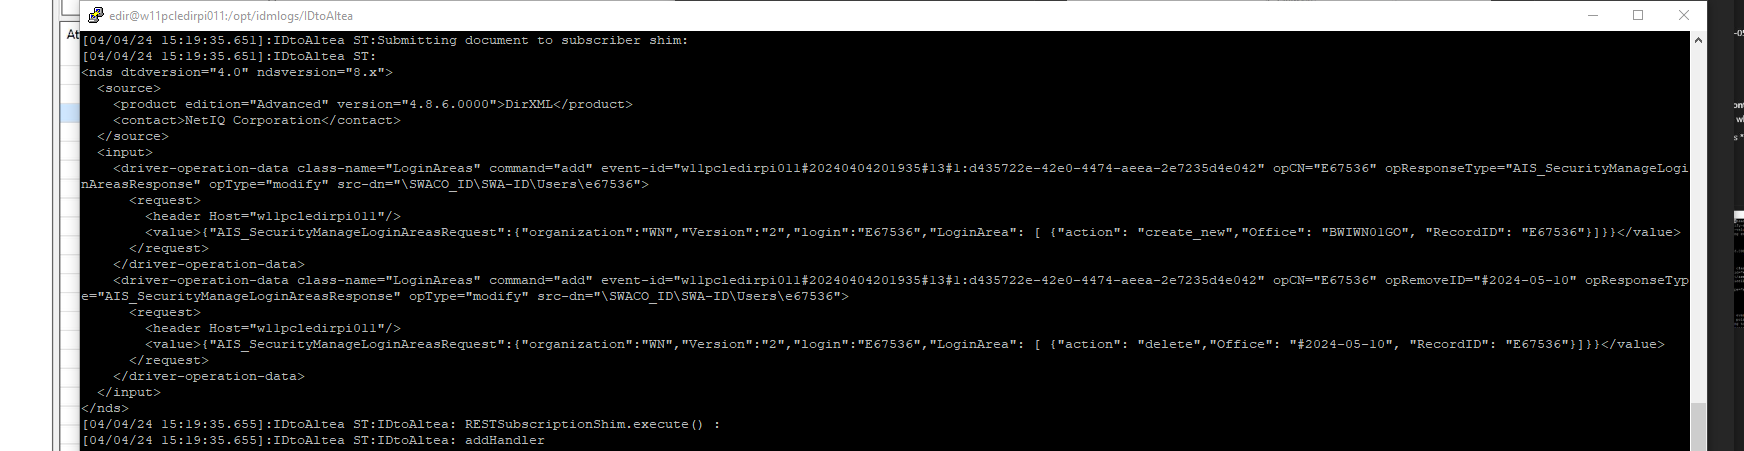 edir@w11pcledirpi011:/opt/idmlogs/IDtoAltea
At
[04/04/24 15:19:35.651]:IDtoAltea ST:Submitting document to subscriber shim:
[04/04/24 15:19:35.651]:IDtoAltea ST:
<nds dtdversion="4.0" ndsversion="8.x">
  <source>
    <product edition="Advanced" version="4.8.6.0000">DirXML</product>
    <contact>NetIQ Corporation</contact>
  </source>
  <input>
    <driver-operation-data class-name="LoginAreas" command="add" event-id="w11pcledirpi011#20240404201935#13#1:d435722e-42e0-4474-aeea-2e7235d4e042" opCN="E67536" opResponseType="AIS_SecurityManageLogi
nAreasResponse" opType="modify" src-dn="\SWACO_ID\SWA-ID\Users\e67536">
      <request>
        <header Host="w11pcledirpi011"/>
        <value>{"AIS_SecurityManageLoginAreasRequest":{"organization":"WN","Version":"2","login":"E67536","LoginArea": [ {"action": "create_new","Office": "BWIWN01GO", "RecordID": "E67536"}]}}</value>
      </request>
    </driver-operation-data>
    <driver-operation-data class-name="LoginAreas" command="add" event-id="w11pcledirpi011#20240404201935#13#1:d435722e-42e0-4474-aeea-2e7235d4e042" opCN="E67536" opRemoveID="#2024-05-10" opResponseTyp
e="AIS_SecurityManageLoginAreasResponse" opType="modify" src-dn="\SWACO_ID\SWA-ID\Users\e67536">
      <request>
        <header Host="w11pcledirpi011"/>
        <value>{"AIS_SecurityManageLoginAreasRequest":{"organization":"WN","Version":"2","login":"E67536","LoginArea": [ {"action": "delete","Office": "#2024-05-10", "RecordID": "E67536"}]}}</value>
      </request>
    </driver-operation-data>
  </input>
</nds>
[04/04/24 15:19:35.655]:IDtoAltea ST:IDtoAltea: RESTSubscriptionShim.execute() :
[04/04/24 15:19:35.655]:IDtoAltea ST:IDtoAltea: addHandler